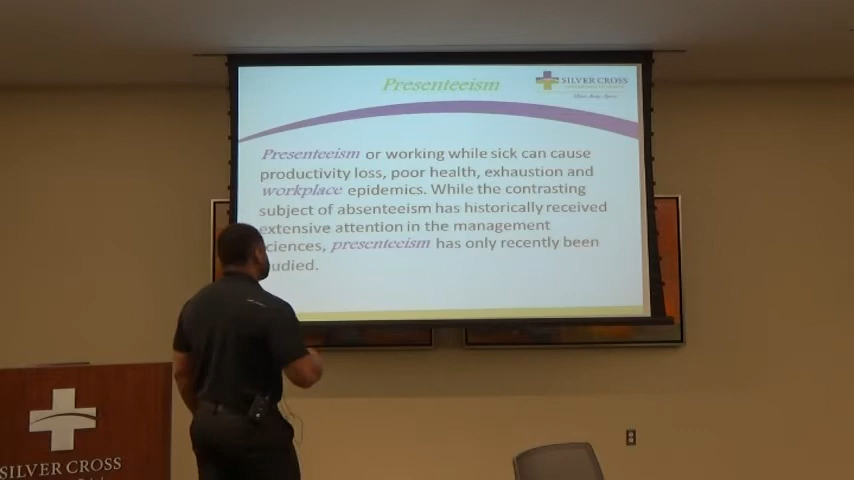 Presenteeism
SILVER CROSS
Presenteeism or working while sick can cause
productivity loss, poor health, exhaustion and
workplace epidemics. While the contrasting
subject of absenteeism has historically received
extensive attention in the management
ciences, presenteeism has only recently been
udied.
SILVER CROSS